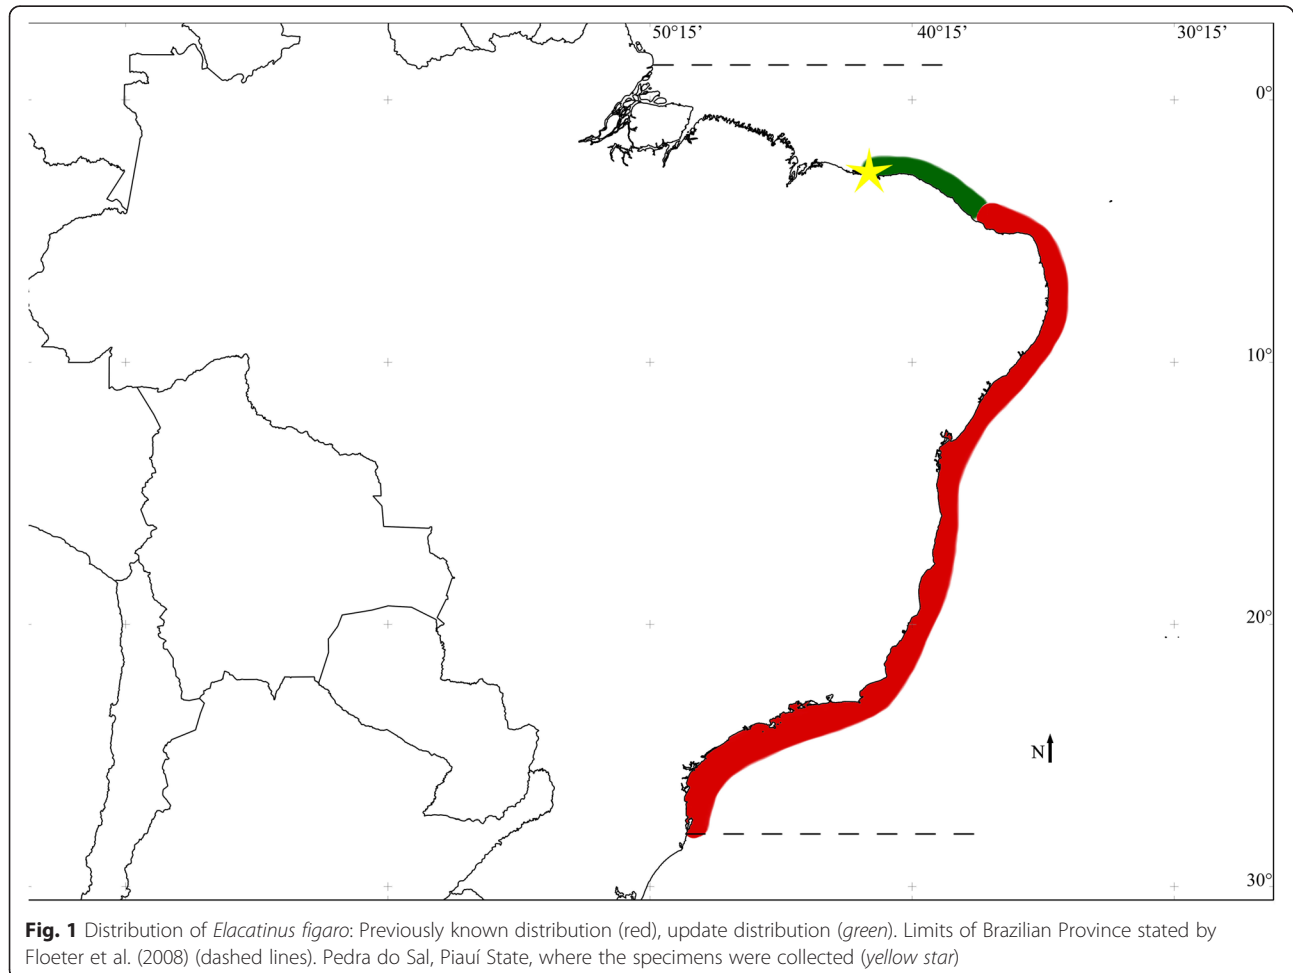 50°15’ 40°15’ 30°15’
0°
10°
20°
N
30°
Fig. 1 Distribution of Elacatinus figaro: Previously known distribution (red), update distribution (green). Limits of Brazilian Province stated by
Floeter et al. (2008) (dashed lines). Pedra do Sal, Piauí State, where the specimens were collected (yellow star)